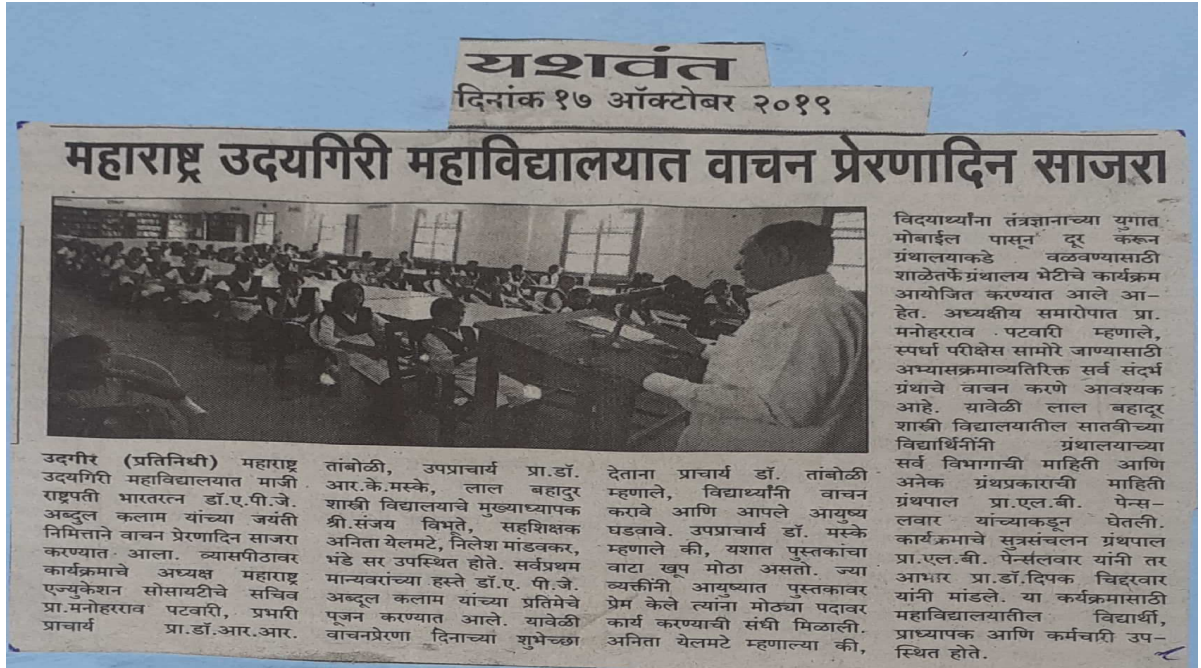 यशवंत
दिनांक १७ ऑक्टोबर २०१९
महाराष्ट्र उदयगिरी महाविद्यालयात वाचन प्रेरणादिन साजरा
उदगीर (प्रतिनिधी) महाराष्ट्र
उदयगिरी महाविद्यालयात माजी
राष्ट्रपती भारतरत्न डॉ.ए.पी.जे.
अब्दुल कलाम यांच्या जयंती
निमित्ताने वाचन प्रेरणादिन साजरा
करण्यात आला. व्यासपीठावर
कार्यक्रमाचे अध्यक्ष महाराष्ट्र
एज्युकेशन सोसायटीचे सचिव
प्रा.मनोहरराव पटवारी, प्रभारी
प्राचार्य प्रा.डॉ.आर.आर.
तांबोळी, उपप्राचार्य प्रा.डॉ.
आर.के.मस्के, लाल बहादुर
शास्त्री विद्यालयाचे मुख्याध्यापक
श्री.संजय विभूते, सहशिक्षक
अनिता येलमटे, निलेश मांडवकर,
भंडे सर उपस्थित होते. सर्वप्रथम
मान्यवरांच्या हस्ते डॉ.ए. पी.जे.
अब्दूल कलाम यांच्या प्रतिमेचे
पूजन करण्यात आले. यावेळी
वाचनप्रेरणा दिनाच्या शुभेच्छा
देताना प्राचार्य डॉ. तांबोळी
म्हणाले, विद्यार्थ्यांनी वाचन
करावे आणि आपले आयुष्य
घडवावे. उपप्राचार्य डॉ. मस्के
म्हणाले की, यशात पुस्तकांचा
वाटा खूप मोठा असतो. ज्या
व्यक्तींनी आयुष्यात पुस्तकावर
प्रेम केले त्यांना मोठ्या पदावर
कार्य करण्याची संधी मिळाली.
अनिता येलमटे म्हणाल्या की,
विदयार्थ्यांना तंत्रज्ञानाच्या युगात
मोबाईल पासून दूर करून
ग्रंथालयाकडे वळवण्यासाठी
शाळेतर्फे ग्रंथालय भेटीचे कार्यक्रम
आयोजित करण्यात आले आ-
हेत. अध्यक्षीय समारोपात प्रा.
मनोहरराव पटवारी म्हणाले,
स्पर्धा परीक्षेस सामोरे जाण्यासाठी
अभ्यासक्रमाव्यतिरिक्त सर्व संदर्भ
ग्रंथाचे वाचन करणे आवश्यक
आहे. यावेळी लाल बहादूर
शास्त्री विद्यालयातील सातवीच्या
विद्यार्थिनींनी ग्रंथालयाच्या
सर्व विभागाची माहिती आणि
अनेक ग्रंथप्रकाराची माहिती
ग्रंथपाल प्रा.एल.बी. पेन्स-
लवार यांच्याकडून घेतली.
कार्यक्रमाचे सुत्रसंचलन ग्रंथपाल
प्रा.एल.बी. पेन्सलवार यांनी तर
आभार प्रा.डॉ.दिपक चिद्दरवार
यांनी मांडले. या कर्यक्रमासाठी
महाविद्यालयातील विद्यार्थी,
प्राध्यापक आणि कर्मचारी उप-
स्थित होते.